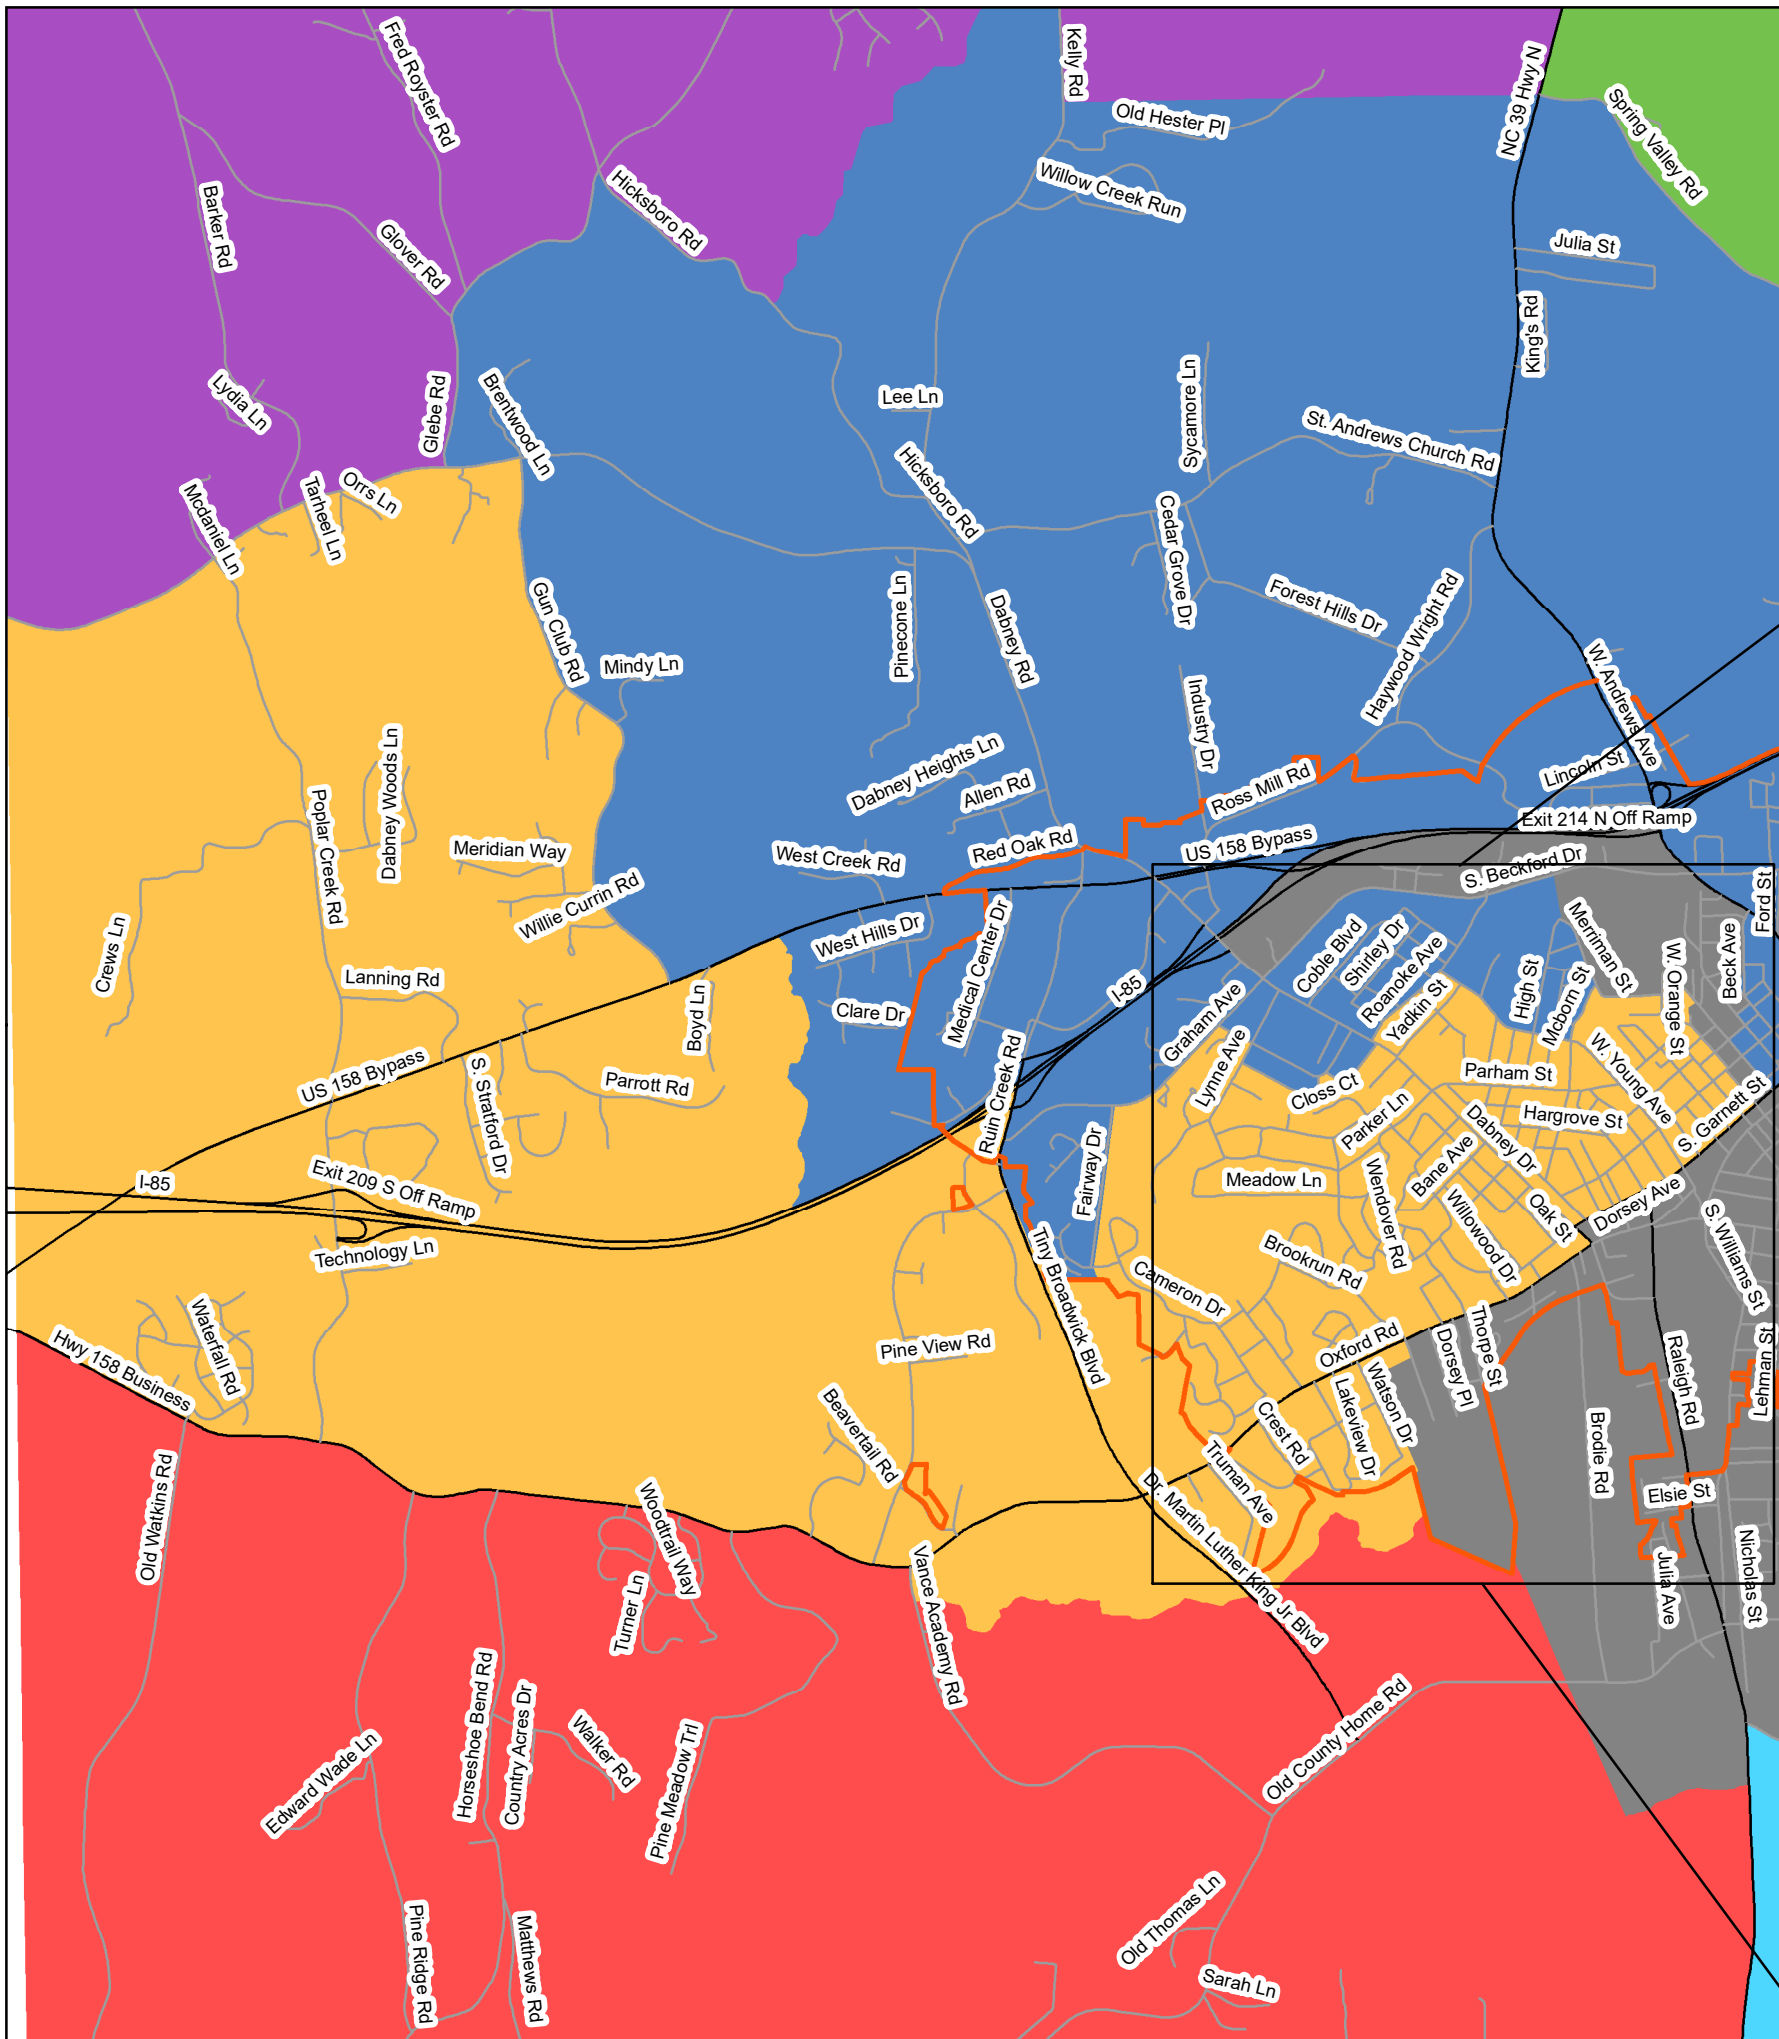 Fred Royster Rd
Kelly Rd
NC 39 Hwy N
Old Hester Pl
Spring Valley Rd
Barker Rd
Hicksboro Rd
Willow Creek Run
Glover Rd
Julia St
King's Rd
Lydia Ln
Glebe Rd
Brentwood Ln
Lee Ln
Sycamore Ln
St. Andrews Church Rd
Mcdaniel Ln
Tarheel Ln
Orrs Ln
Hicksboro Rd
Cedar Grove Dr
Gun Club Rd
Mindy Ln
Pinecone Ln
Dabney Rd
Forest Hills Dr
Haywood Wright Rd
W. Andrews Ave
Industry Dr
Dabney Woods Ln
Dabney Heights Ln
Allen Rd
Ross Mill Rd
Lincoln St
Exit 214 N Off Ramp
Poplar Creek Rd
Meridian Way
West Creek Rd
Red Oak Rd
US 158 Bypass
S. Beckford Dr
Ford St
Willie Currin Rd
Crews Ln
West Hills Dr
Medical Center Dr
Coble Blvd
Shirley Dr
Roanoke Ave
Yadkin St
High St
Mcborn St
Merriman St
W. Orange St
Beck Ave
Lanning Rd
Boyd Ln
Clare Dr
I-85
Graham Ave
Lynne Ave
US 158 Bypass
S. Stratford Dr
Parrott Rd
Ruin Creek Rd
Closs Ct
Parham St
W. Young Ave
Parker Ln
Hargrove St
S. Garnett St
Dabney Dr
Bane Ave
Fairway Dr
I-85
Exit 209 S Off Ramp
Technology Ln
Meadow Ln
Wendover Rd
Willowood Dr
Oak St
Dorsey Ave
S. Williams St
Tiny Broadwick Blvd
Cameron Dr
Brookrun Rd
Waterfall Rd
Hwy 158 Business
Pine View Rd
Oxford Rd
Dorsey Pl
Thorpe St
Raleigh Rd
Lehman St
Beavertail Rd
Crest Rd
Lakeview Dr
Watson Dr
Brodie Rd
Truman Ave
Elsie St
Old Watkins Rd
Woodtrail Way
Turner Ln
Dr. Martin Luther King Jr Blvd
Vance Academy Rd
Julia Ave
Nicholas St
Horseshoe Bend Rd
Country Acres Dr
Walker Rd
Pine Meadow Trl
Edward Wade Ln
Old County Home Rd
Pine Ridge Rd
Matthews Rd
Old Thomas Ln
Sarah Ln